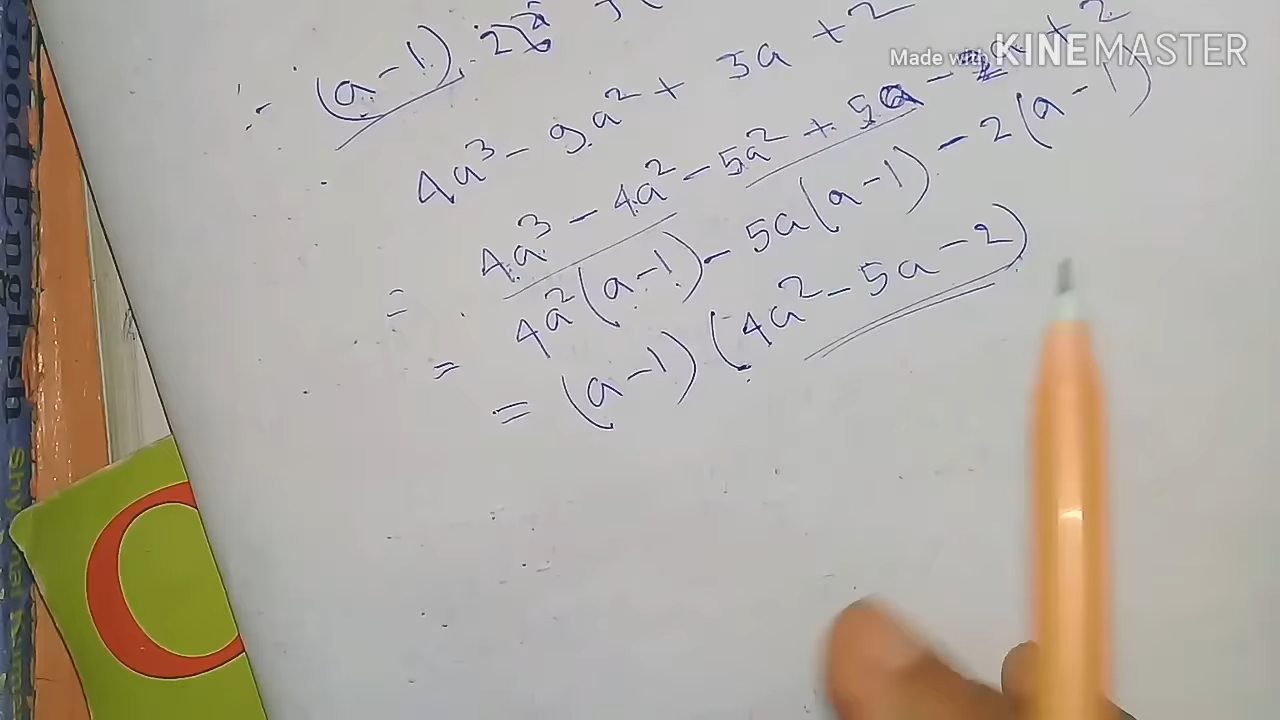 Made with KINEMASTER
∴ (a-1)
4a³ - 9a² + 3a + 2
= 4a³ - 4a² - 5a² + 5a - 2a + 2
= 4a²(a-1) - 5a(a-1) - 2(a-1)
= (a-1)(4a² - 5a - 2)
Good English